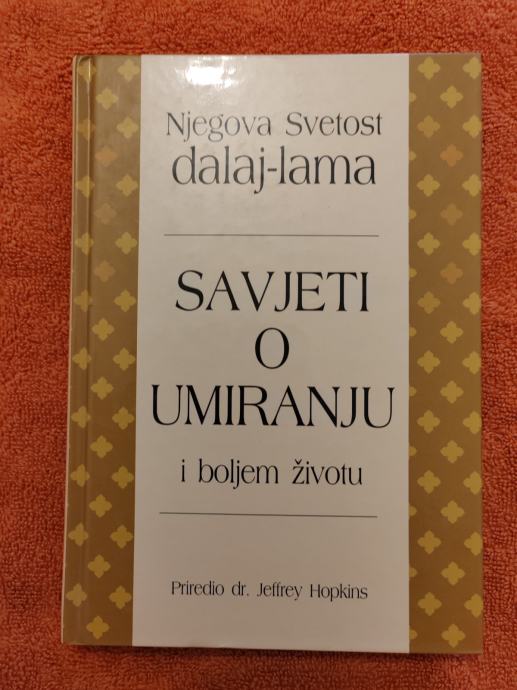 Njegova Svetost
dalaj-lama
SAVJETI
O
UMIRANJU
i boljem životu
Priredio dr. Jeffrey Hopkins